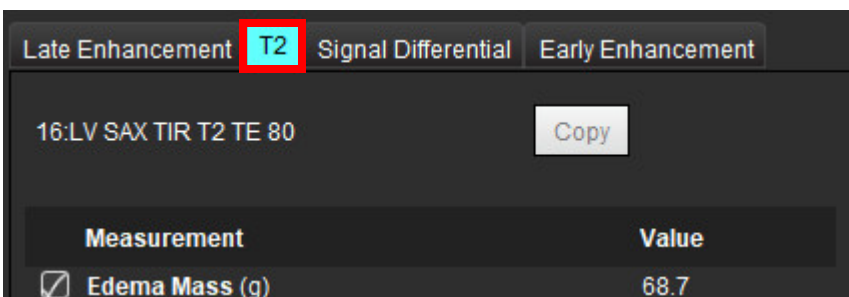 Late Enhancement T2 Signal Differential Early Enhancement
16:LV SAX TIR T2 TE 80 Copy
Measurement Value
Edema Mass (g) 68.7